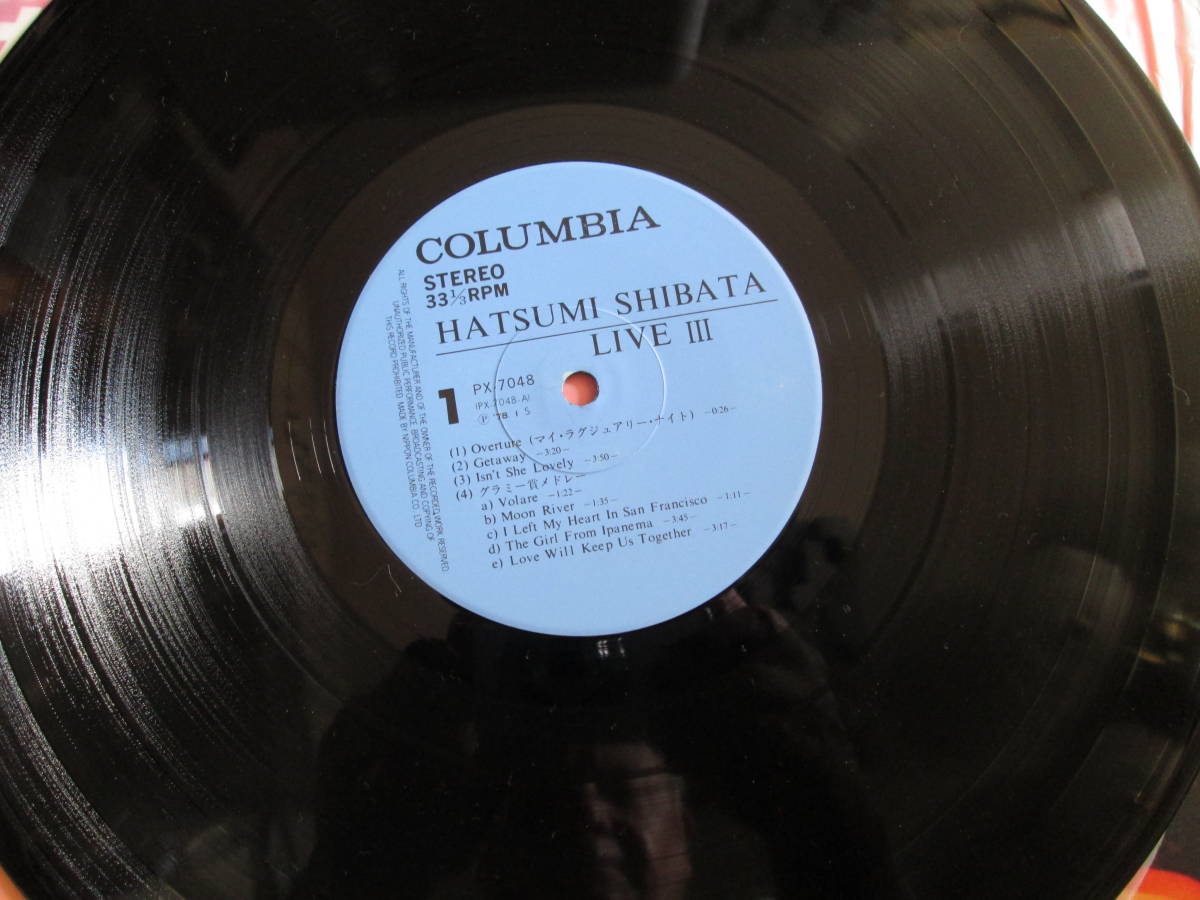 COLUMBIA
STEREO
33 1/3 RPM
HATSUMI SHIBATA
LIVE III
1
PX-7048
(PX-7048-A)
Ⓟ '78. 1 S
(1) Overture (マイ・ラグジュアリー・ナイト) －0:26－
(2) Getaway －3:20－
(3) Isn't She Lovely －3:50－
(4) グラミー賞メドレー
a) Volare －1:22－
b) Moon River －1:35－
c) I Left My Heart In San Francisco －1:11－
d) The Girl From Ipanema －3:45－
e) Love Will Keep Us Together －3:17－
ALL RIGHTS OF THE MANUFACTURER AND OF THE OWNER OF THE RECORDED WORK RESERVED
UNAUTHORIZED PUBLIC PERFORMANCE BROADCASTING AND COPYING OF
THIS RECORD PROHIBITED MADE BY NIPPON COLUMBIA CO. LTD